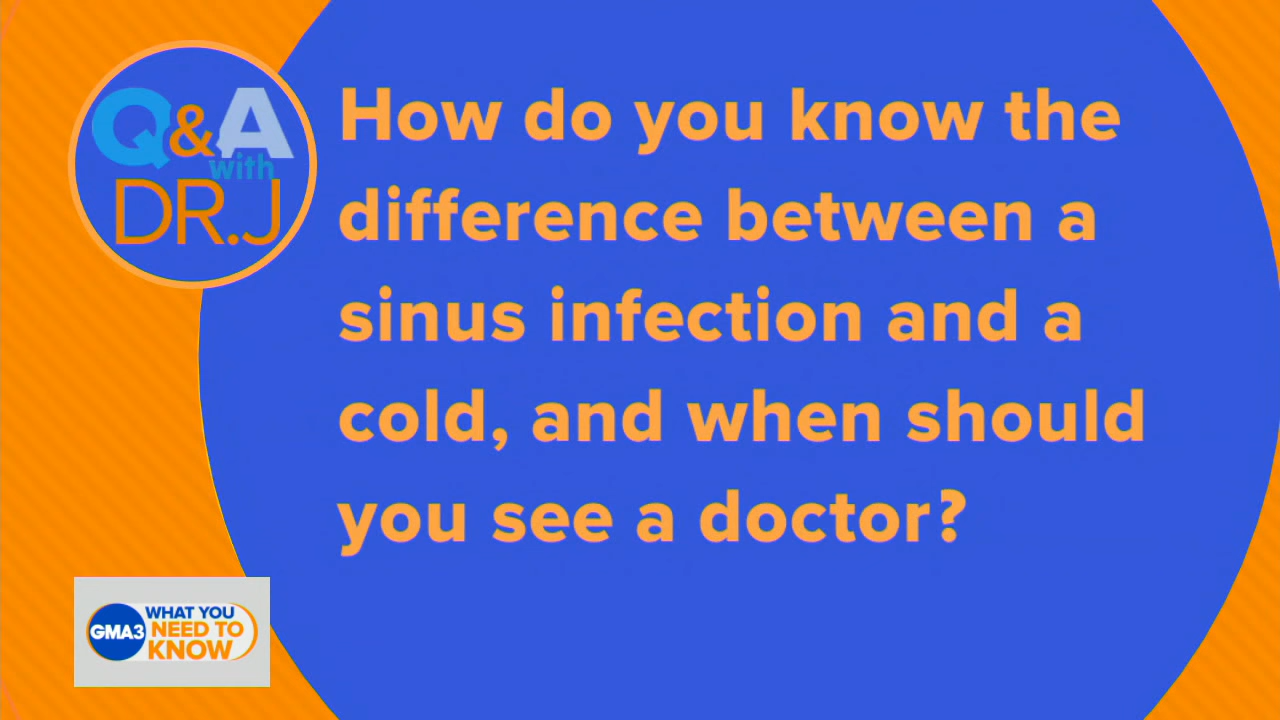 Q&A
with
DR.J
How do you know the
difference between a
sinus infection and a
cold, and when should
you see a doctor?
GMA3
WHAT YOU
NEED TO
KNOW